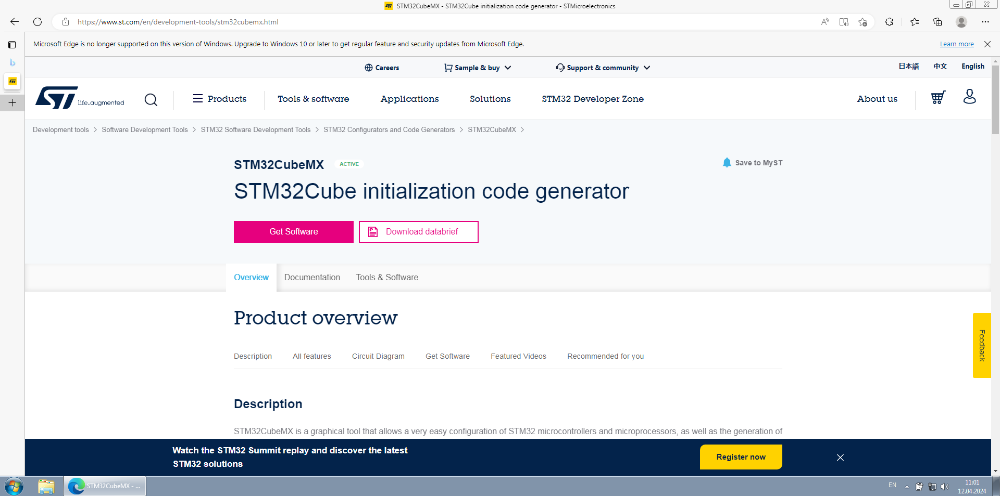 STM32CubeMX - STM32Cube initialization code generator - STMicroelectronics
https://www.st.com/en/development-tools/stm32cubemx.html
Microsoft Edge is no longer supported on this version of Windows. Upgrade to Windows 10 or later to get regular feature and security updates from Microsoft Edge.
Learn more
Careers
Sample & buy
Support & community
日本語
中文
English
life.augmented
Products
Tools & software
Applications
Solutions
STM32 Developer Zone
About us
Development tools > Software Development Tools > STM32 Software Development Tools > STM32 Configurators and Code Generators > STM32CubeMX >
STM32CubeMX
ACTIVE
Save to MyST
STM32Cube initialization code generator
Get Software
Download databrief
Overview
Documentation
Tools & Software
Product overview
Description
All features
Circuit Diagram
Get Software
Featured Videos
Recommended for you
Feedback
Description
STM32CubeMX is a graphical tool that allows a very easy configuration of STM32 microcontrollers and microprocessors, as well as the generation of
Watch the STM32 Summit replay and discover the latest
STM32 solutions
Register now
STM32CubeMX - ...
EN
11:01
12.04.2024